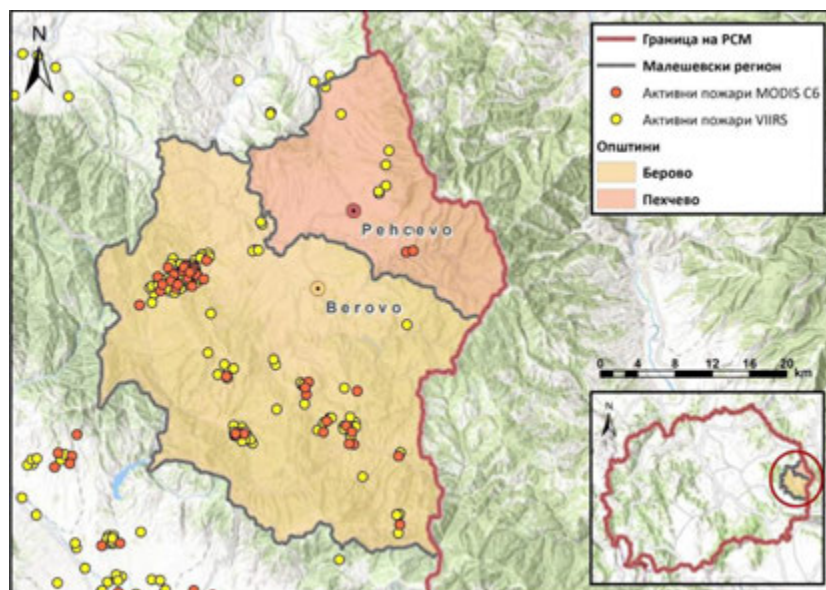 N
Граница на РСМ
Малешевски регион
Активни пожари MODIS C6
Активни пожари VIIRS
Општини
Берово
Пехчево
Pehcevo
Berovo
0 2 4 8 12 16 20
km
N